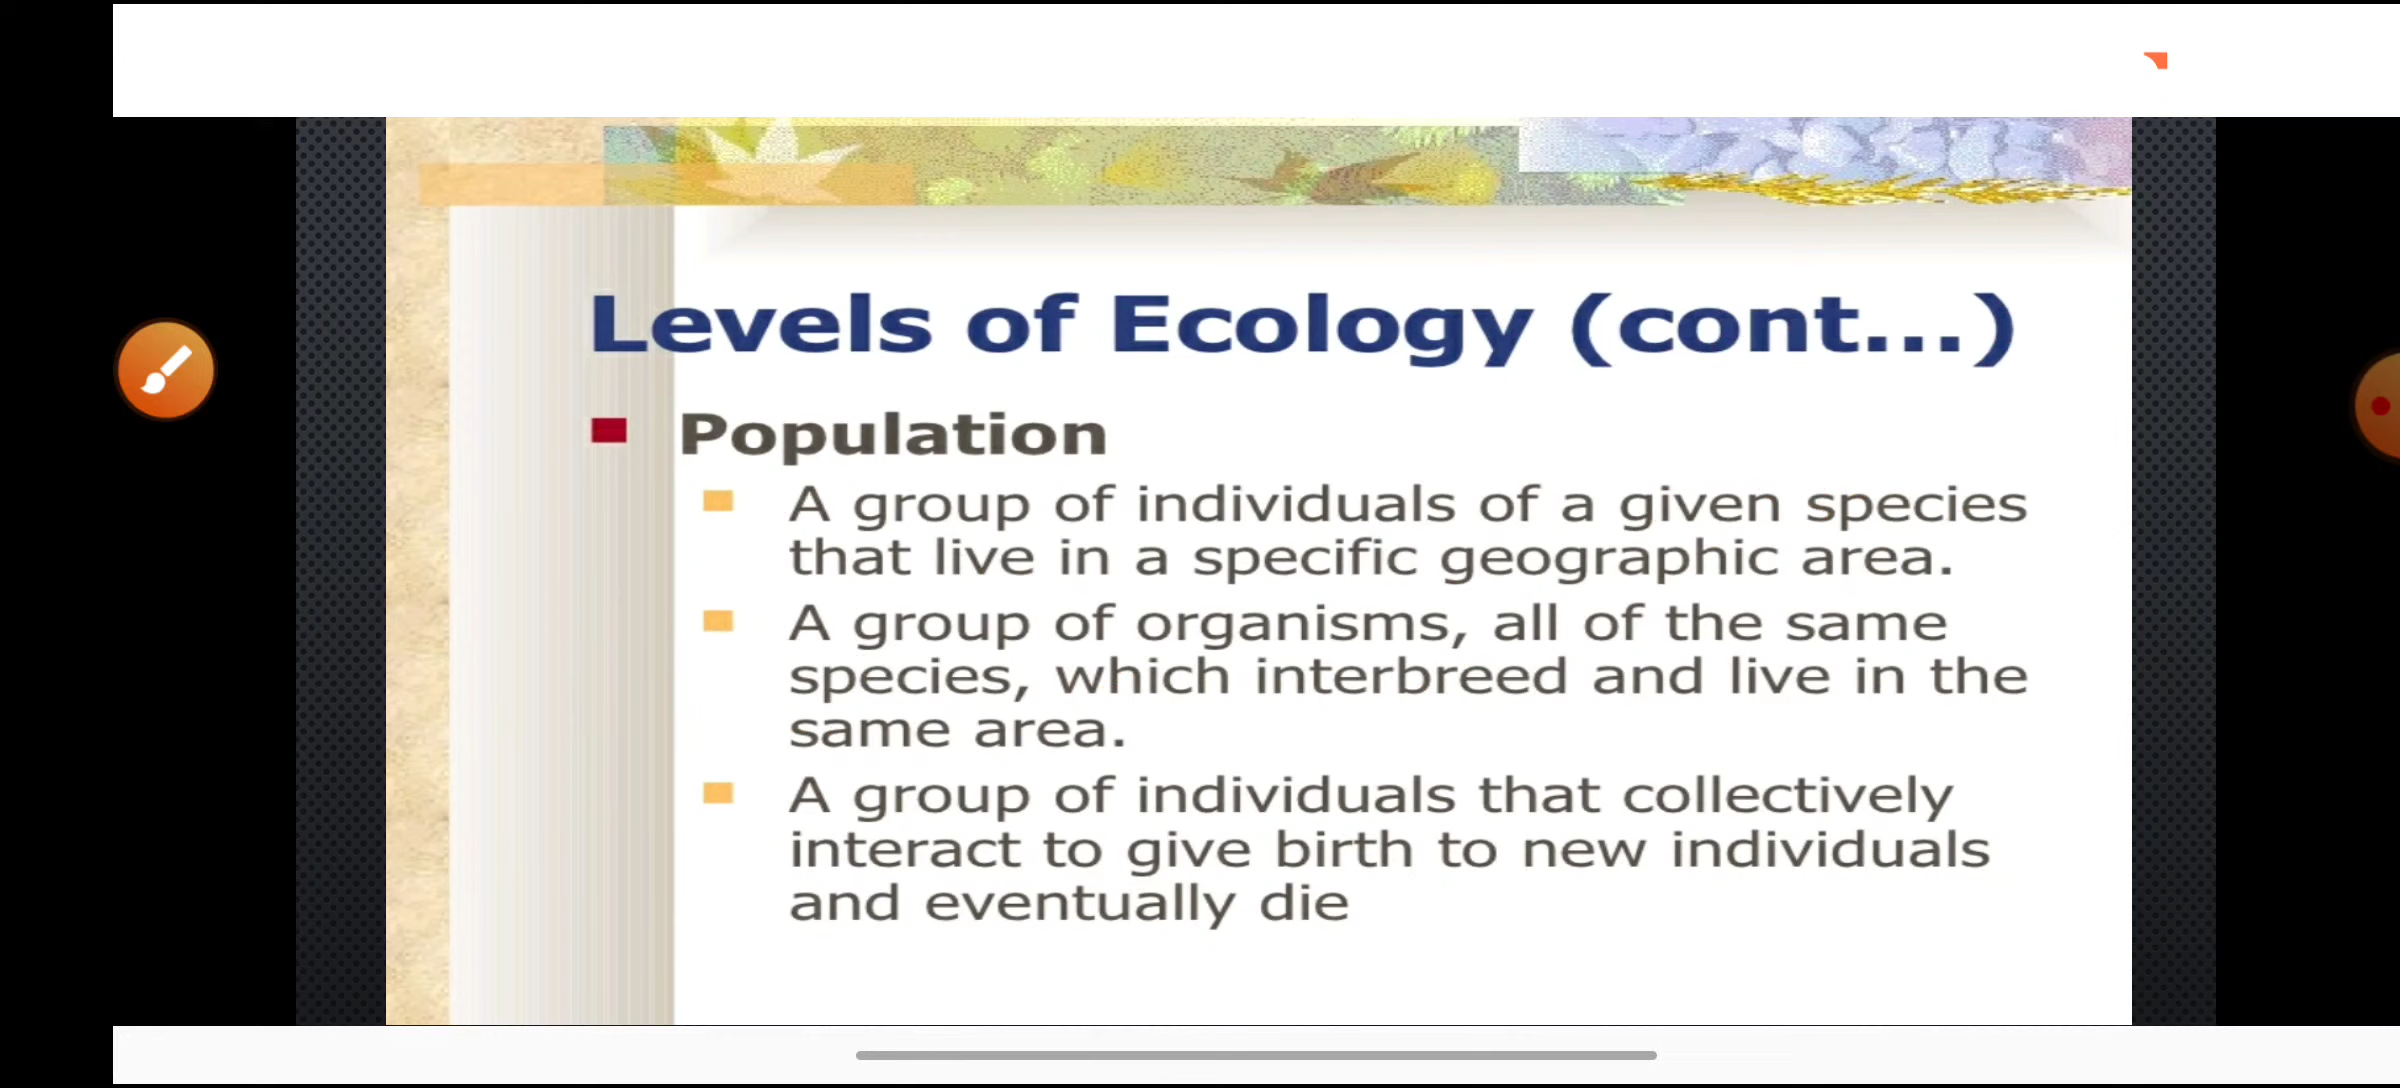 Levels of Ecology (cont...)
Population
A group of individuals of a given species
that live in a specific geographic area.
A group of organisms, all of the same
species, which interbreed and live in the
same area.
A group of individuals that collectively
interact to give birth to new individuals
and eventually die